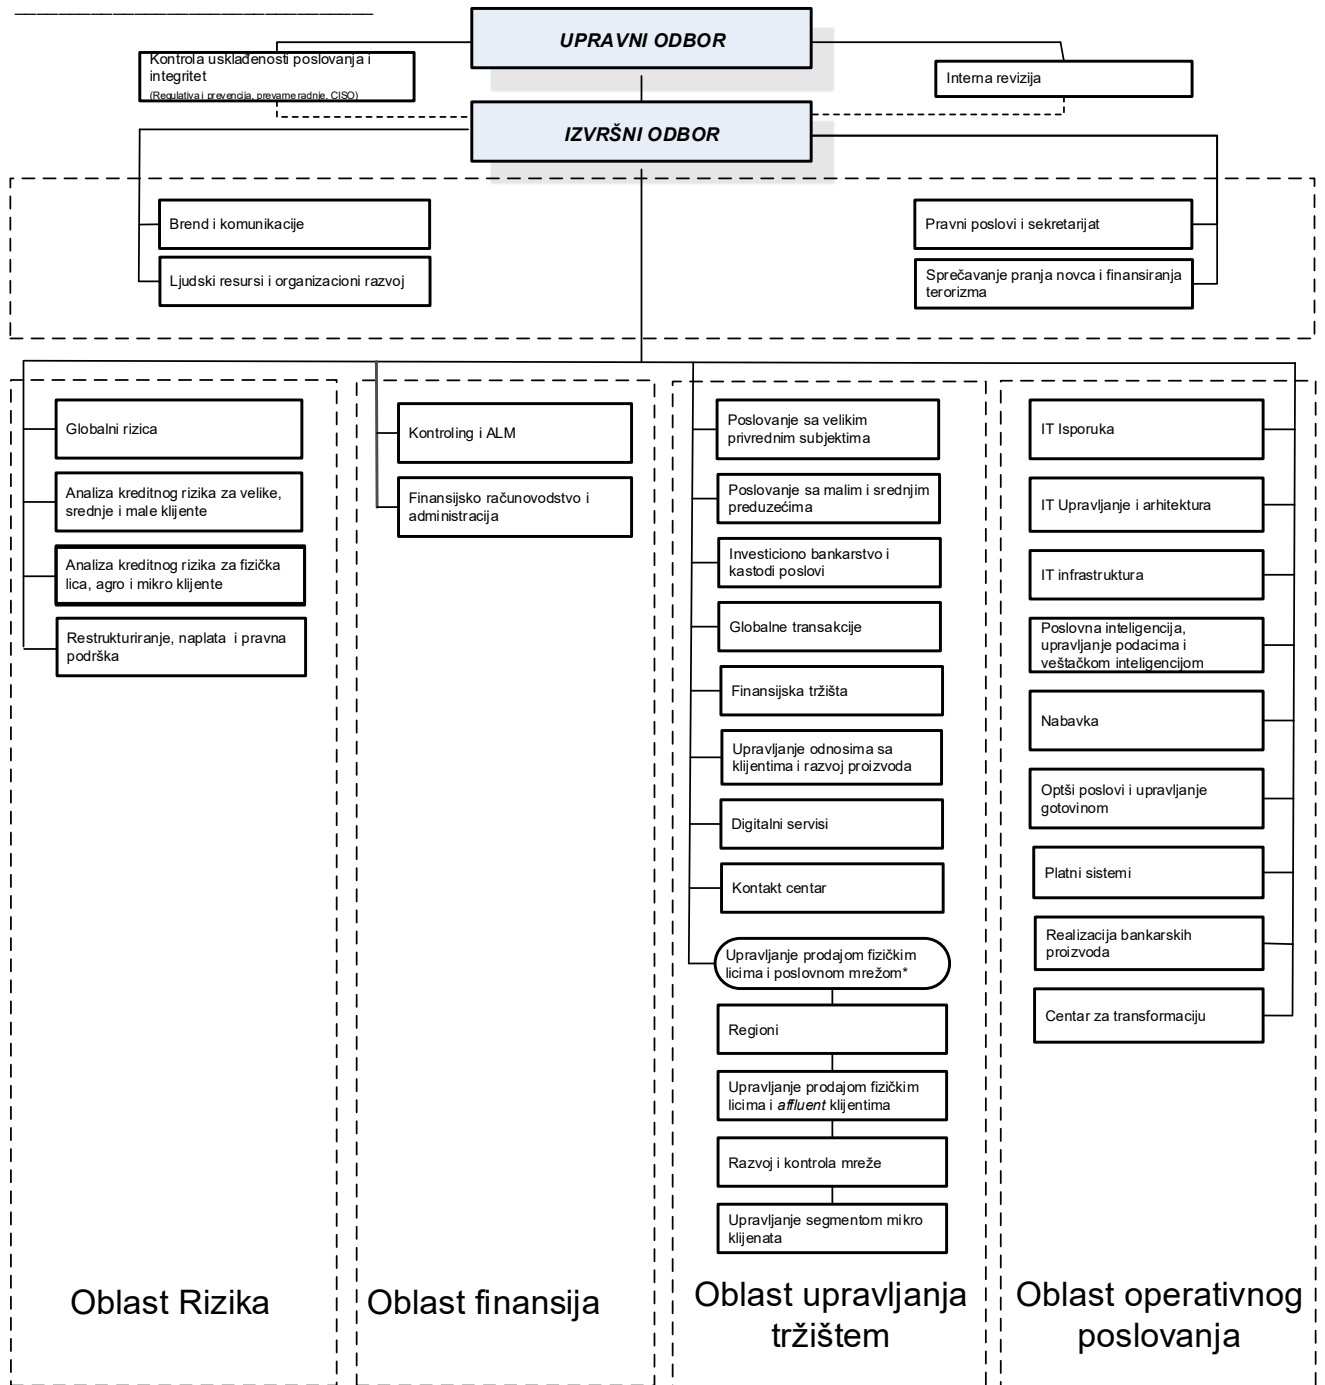 UPRAVNI ODBOR
Kontrola usklađenosti poslovanja i
integritet
(Regulativa i prevencija, prevarne radnje, CISO)
Interna revizija
IZVRŠNI ODBOR
Brend i komunikacije
Ljudski resursi i organizacioni razvoj
Pravni poslovi i sekretarijat
Sprečavanje pranja novca i finansiranja
terorizma
Globalni rizica
Analiza kreditnog rizika za velike,
srednje i male klijente
Analiza kreditnog rizika za fizička
lica, agro i mikro klijente
Restrukturiranje, naplata i pravna
podrška
Oblast Rizika
Kontroling i ALM
Finansijsko računovodstvo i
administracija
Oblast finansija
Poslovanje sa velikim
privrednim subjektima
Poslovanje sa malim i srednjim
preduzećima
Investiciono bankarstvo i
kastodi poslovi
Globalne transakcije
Finansijska tržišta
Upravljanje odnosima sa
klijentima i razvoj proizvoda
Digitalni servisi
Kontakt centar
Upravljanje prodajom fizičkim
licima i poslovnom mrežom*
Regioni
Upravljanje prodajom fizičkim
licima i affluent klijentima
Razvoj i kontrola mreže
Upravljanje segmentom mikro
klijenata
Oblast upravljanja
tržištem
IT Isporuka
IT Upravljanje i arhitektura
IT infrastruktura
Poslovna inteligencija,
upravljanje podacima i
veštačkom inteligencijom
Nabavka
Optši poslovi i upravljanje
gotovinom
Platni sistemi
Realizacija bankarskih
proizvoda
Centar za transformaciju
Oblast operativnog
poslovanja